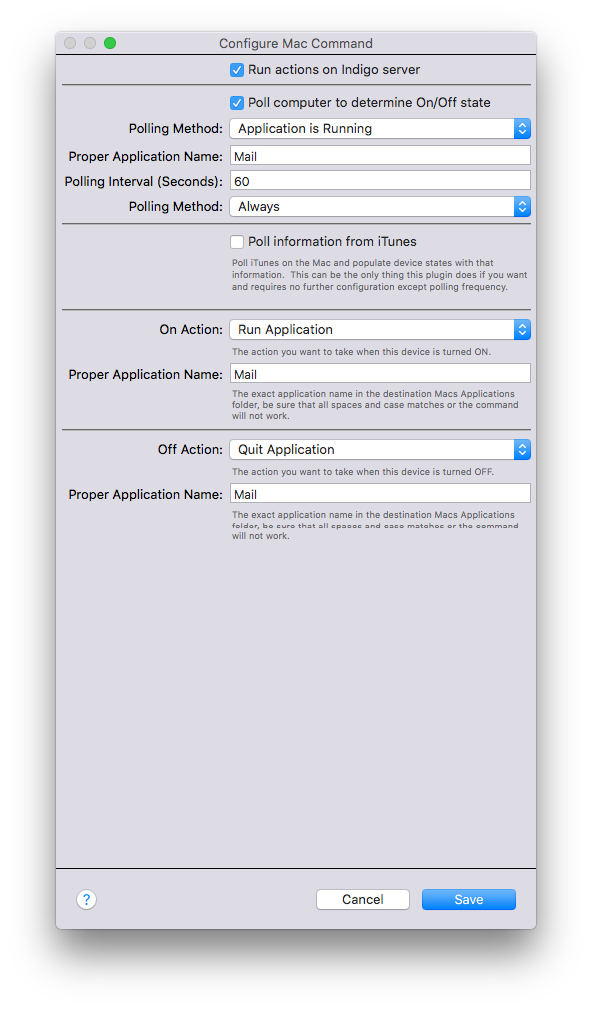 Configure Mac Command
Run actions on Indigo server
Poll computer to determine On/Off state
Polling Method: Application is Running
Proper Application Name: Mail
Polling Interval (Seconds): 60
Polling Method: Always
Poll information from iTunes
Poll iTunes on the Mac and populate device states with that
information. This can be the only thing this plugin does if you want
and requires no further configuration except polling frequency.
On Action: Run Application
The action you want to take when this device is turned ON.
Proper Application Name: Mail
The exact application name in the destination Macs Applications
folder, be sure that all spaces and case matches or the command
will not work.
Off Action: Quit Application
The action you want to take when this device is turned OFF.
Proper Application Name: Mail
The exact application name in the destination Macs Applications
folder, be sure that all spaces and case matches or the command
will not work.
? Cancel Save